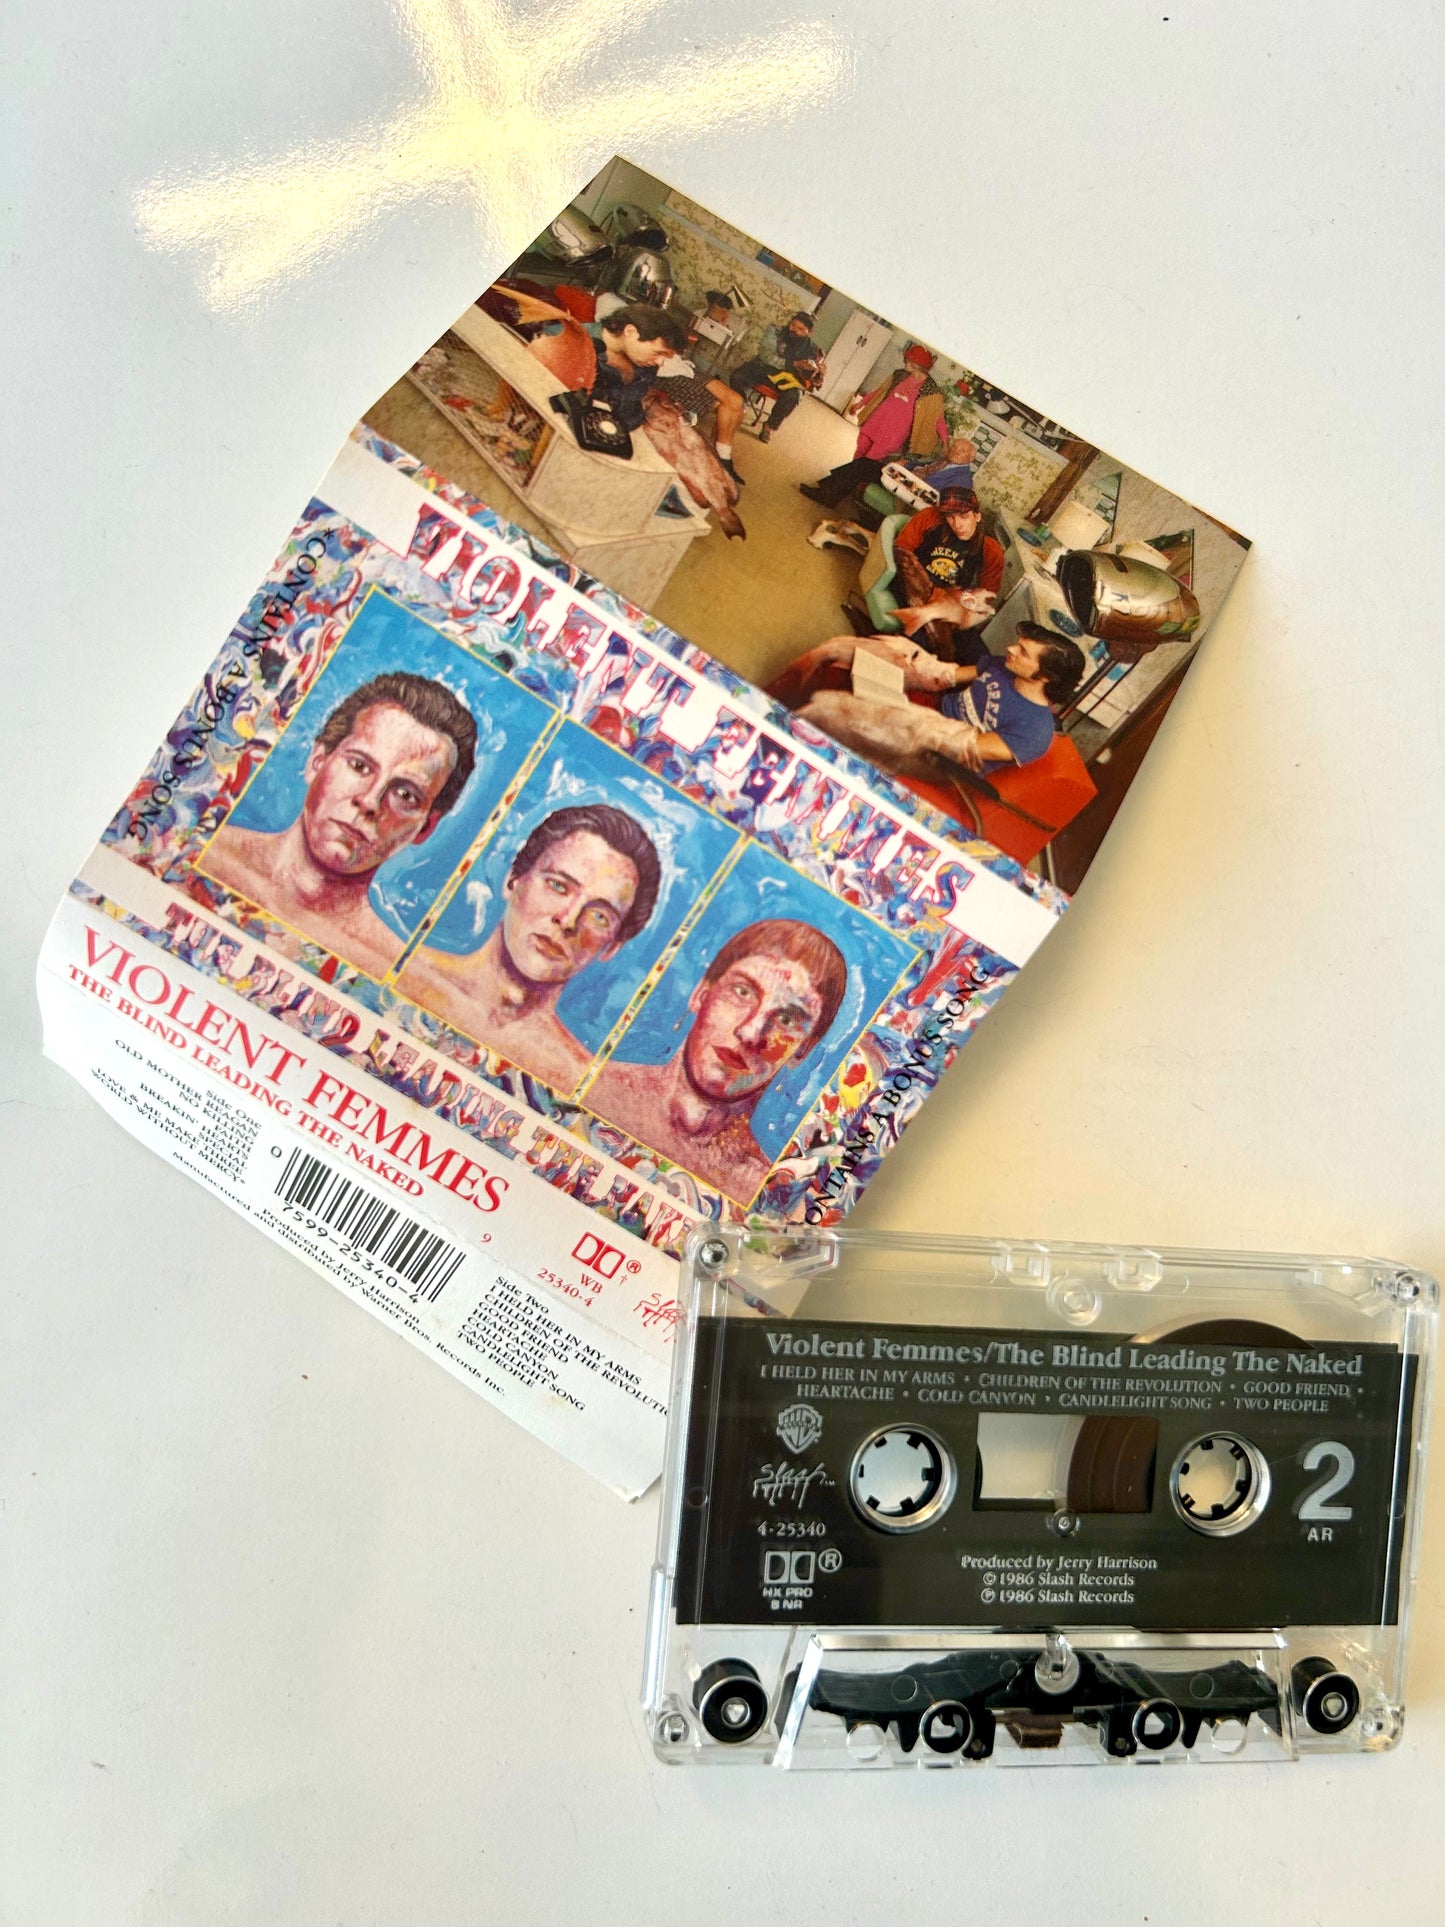 VIOLENT FEMMES
*CONTAINS A BONUS SONG
CONTAINS A BONUS SONG
THE BLIND LEADING THE NAKED
VIOLENT FEMMES
THE BLIND LEADING THE NAKED
Side One
OLD MOTHER REAGAN
NO KILLING
FAITH
BREAKIN' HEARTS
LOVE & ME MAKE THREE
WORLD WITHOUT MERCY*
0
7599-25340-4
9
Produced by Jerry Harrison
Manufactured and distributed by Warner Bros. Records Inc.
®
WB
†
25340-4
Slash
Side Two
I HELD HER IN MY ARMS
CHILDREN OF THE REVOLUTIO
GOOD FRIEND
HEARTACHE
COLD CANYON
CANDLELIGHT SONG
TWO PEOPLE
Violent Femmes/The Blind Leading The Naked
I HELD HER IN MY ARMS • CHILDREN OF THE REVOLUTION • GOOD FRIEND •
HEARTACHE • COLD CANYON • CANDLELIGHT SONG • TWO PEOPLE
Slash
4-25340
®
HX PRO
B NR
2
AR
Produced by Jerry Harrison
© 1986 Slash Records
℗ 1986 Slash Records